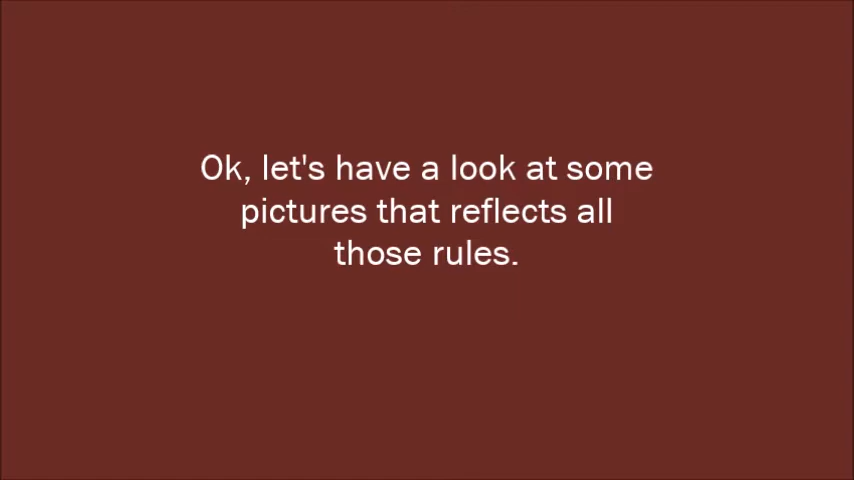 Ok, let's have a look at some
pictures that reflects all
those rules.